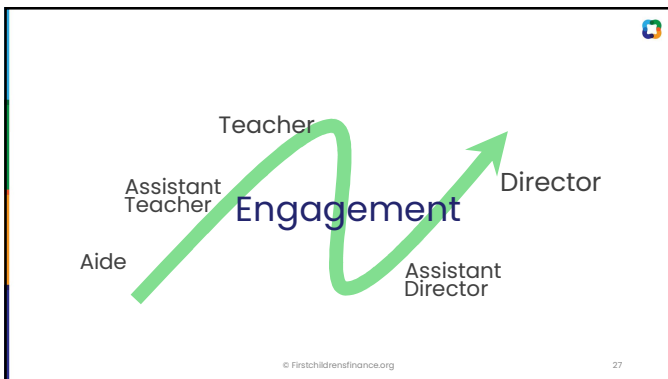 Teacher
Assistant
Teacher
Engagement
Director
Aide
Assistant
Director
© Firstchildrensfinance.org
27